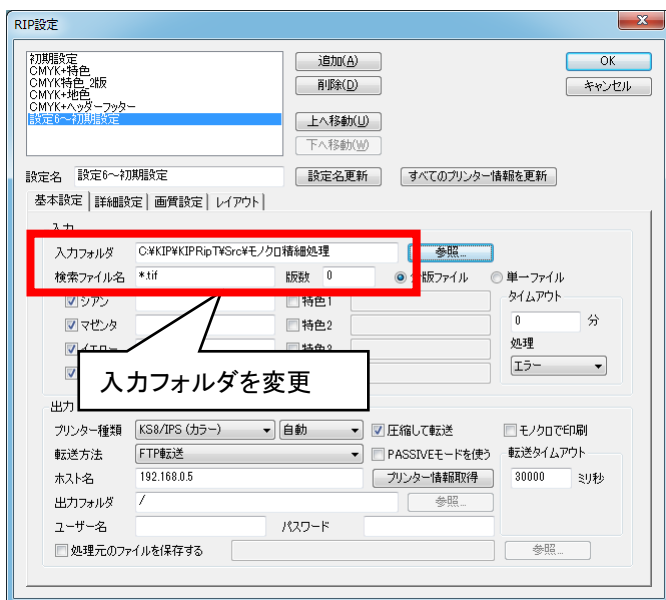 RIP設定
初期設定
CMYK+特色
CMYK特色_2版
CMYK+地色
CMYK+ヘッダーフッター
設定6～初期設定
追加(A)
削除(D)
上へ移動(U)
下へ移動(W)
OK
キャンセル
設定名 設定6～初期設定 設定名更新 すべてのプリンター情報を更新
基本設定 詳細設定 画質設定 レイアウト
入力
入力フォルダ C:¥KIP¥KIPRipT¥Src¥モノクロ積細処理 参照...
検索ファイル名 *.tif 版数 0 版ファイル 単一ファイル
シアン 特色1 タイムアウト
マゼンタ 特色2 0 分
イエロー 特色3 処理
エラー
入力フォルダを変更
出力
プリンター種類 KS8/IPS (カラー) 自動 圧縮して転送 モノクロで印刷
転送方法 FTP転送 PASSIVEモードを使う 転送タイムアウト
ホスト名 192.168.0.5 プリンター情報取得 30000 ミリ秒
出力フォルダ / 参照...
ユーザー名 パスワード
処理元のファイルを保存する 参照...